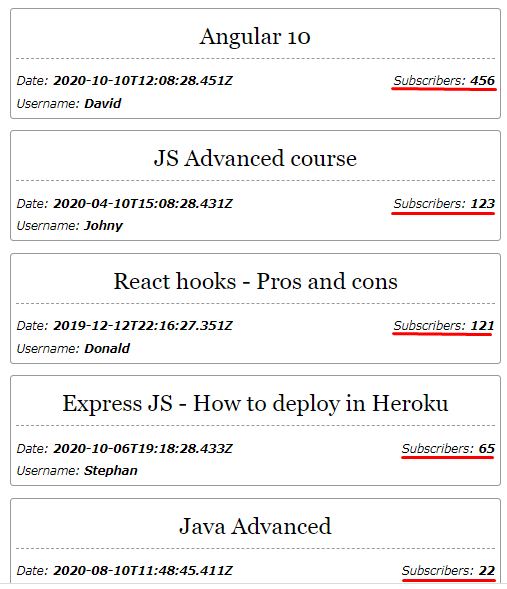 Angular 10
Date: 2020-10-10T12:08:28.451Z Subscribers: 456
Username: David
JS Advanced course
Date: 2020-04-10T15:08:28.431Z Subscribers: 123
Username: Johny
React hooks - Pros and cons
Date: 2019-12-12T22:16:27.351Z Subscribers: 121
Username: Donald
Express JS - How to deploy in Heroku
Date: 2020-10-06T19:18:28.433Z Subscribers: 65
Username: Stephan
Java Advanced
Date: 2020-08-10T11:48:45.411Z Subscribers: 22